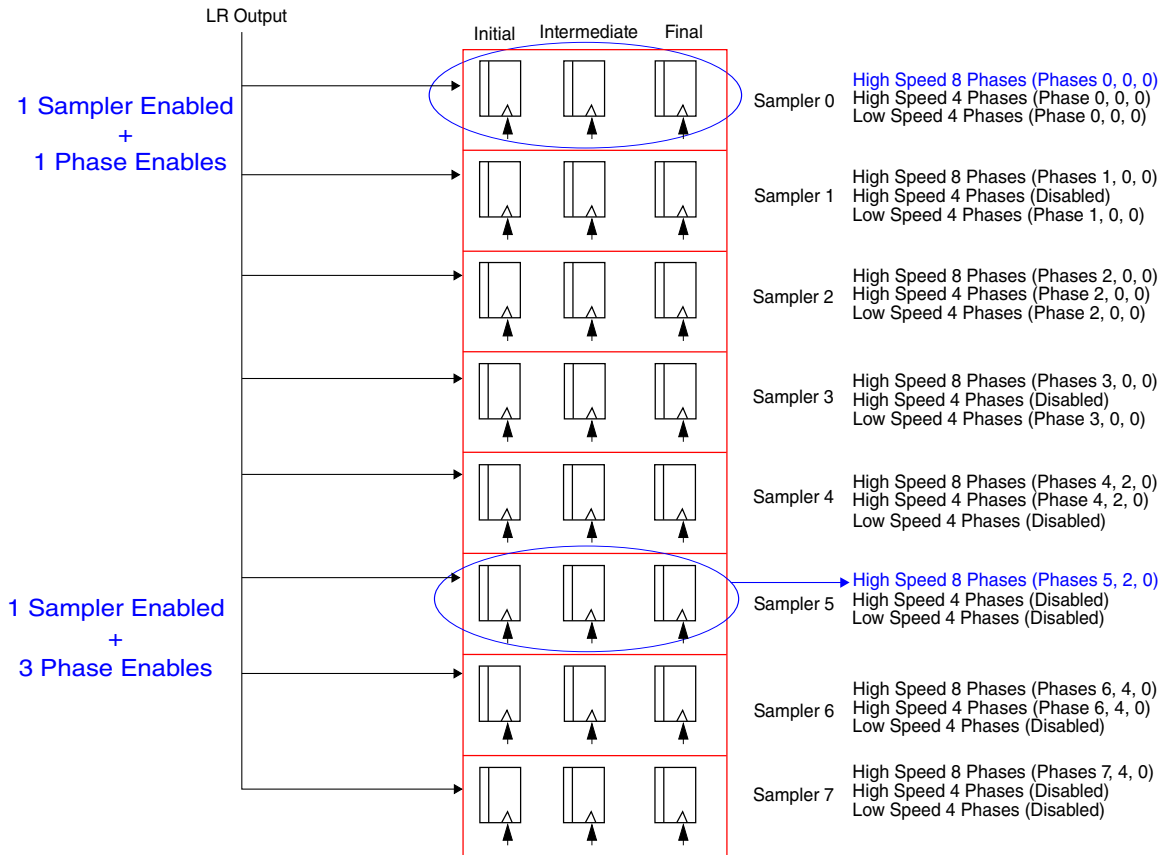 LR Output
Initial Intermediate Final
1 Sampler Enabled
+
1 Phase Enables
Sampler 0
High Speed 8 Phases (Phases 0, 0, 0)
High Speed 4 Phases (Phase 0, 0, 0)
Low Speed 4 Phases (Phase 0, 0, 0)
Sampler 1
High Speed 8 Phases (Phases 1, 0, 0)
High Speed 4 Phases (Disabled)
Low Speed 4 Phases (Phase 1, 0, 0)
Sampler 2
High Speed 8 Phases (Phases 2, 0, 0)
High Speed 4 Phases (Phase 2, 0, 0)
Low Speed 4 Phases (Phase 2, 0, 0)
Sampler 3
High Speed 8 Phases (Phases 3, 0, 0)
High Speed 4 Phases (Disabled)
Low Speed 4 Phases (Phase 3, 0, 0)
Sampler 4
High Speed 8 Phases (Phases 4, 2, 0)
High Speed 4 Phases (Phase 4, 2, 0)
Low Speed 4 Phases (Disabled)
1 Sampler Enabled
+
3 Phase Enables
Sampler 5
High Speed 8 Phases (Phases 5, 2, 0)
High Speed 4 Phases (Disabled)
Low Speed 4 Phases (Disabled)
Sampler 6
High Speed 8 Phases (Phases 6, 4, 0)
High Speed 4 Phases (Phase 6, 4, 0)
Low Speed 4 Phases (Disabled)
Sampler 7
High Speed 8 Phases (Phases 7, 4, 0)
High Speed 4 Phases (Disabled)
Low Speed 4 Phases (Disabled)